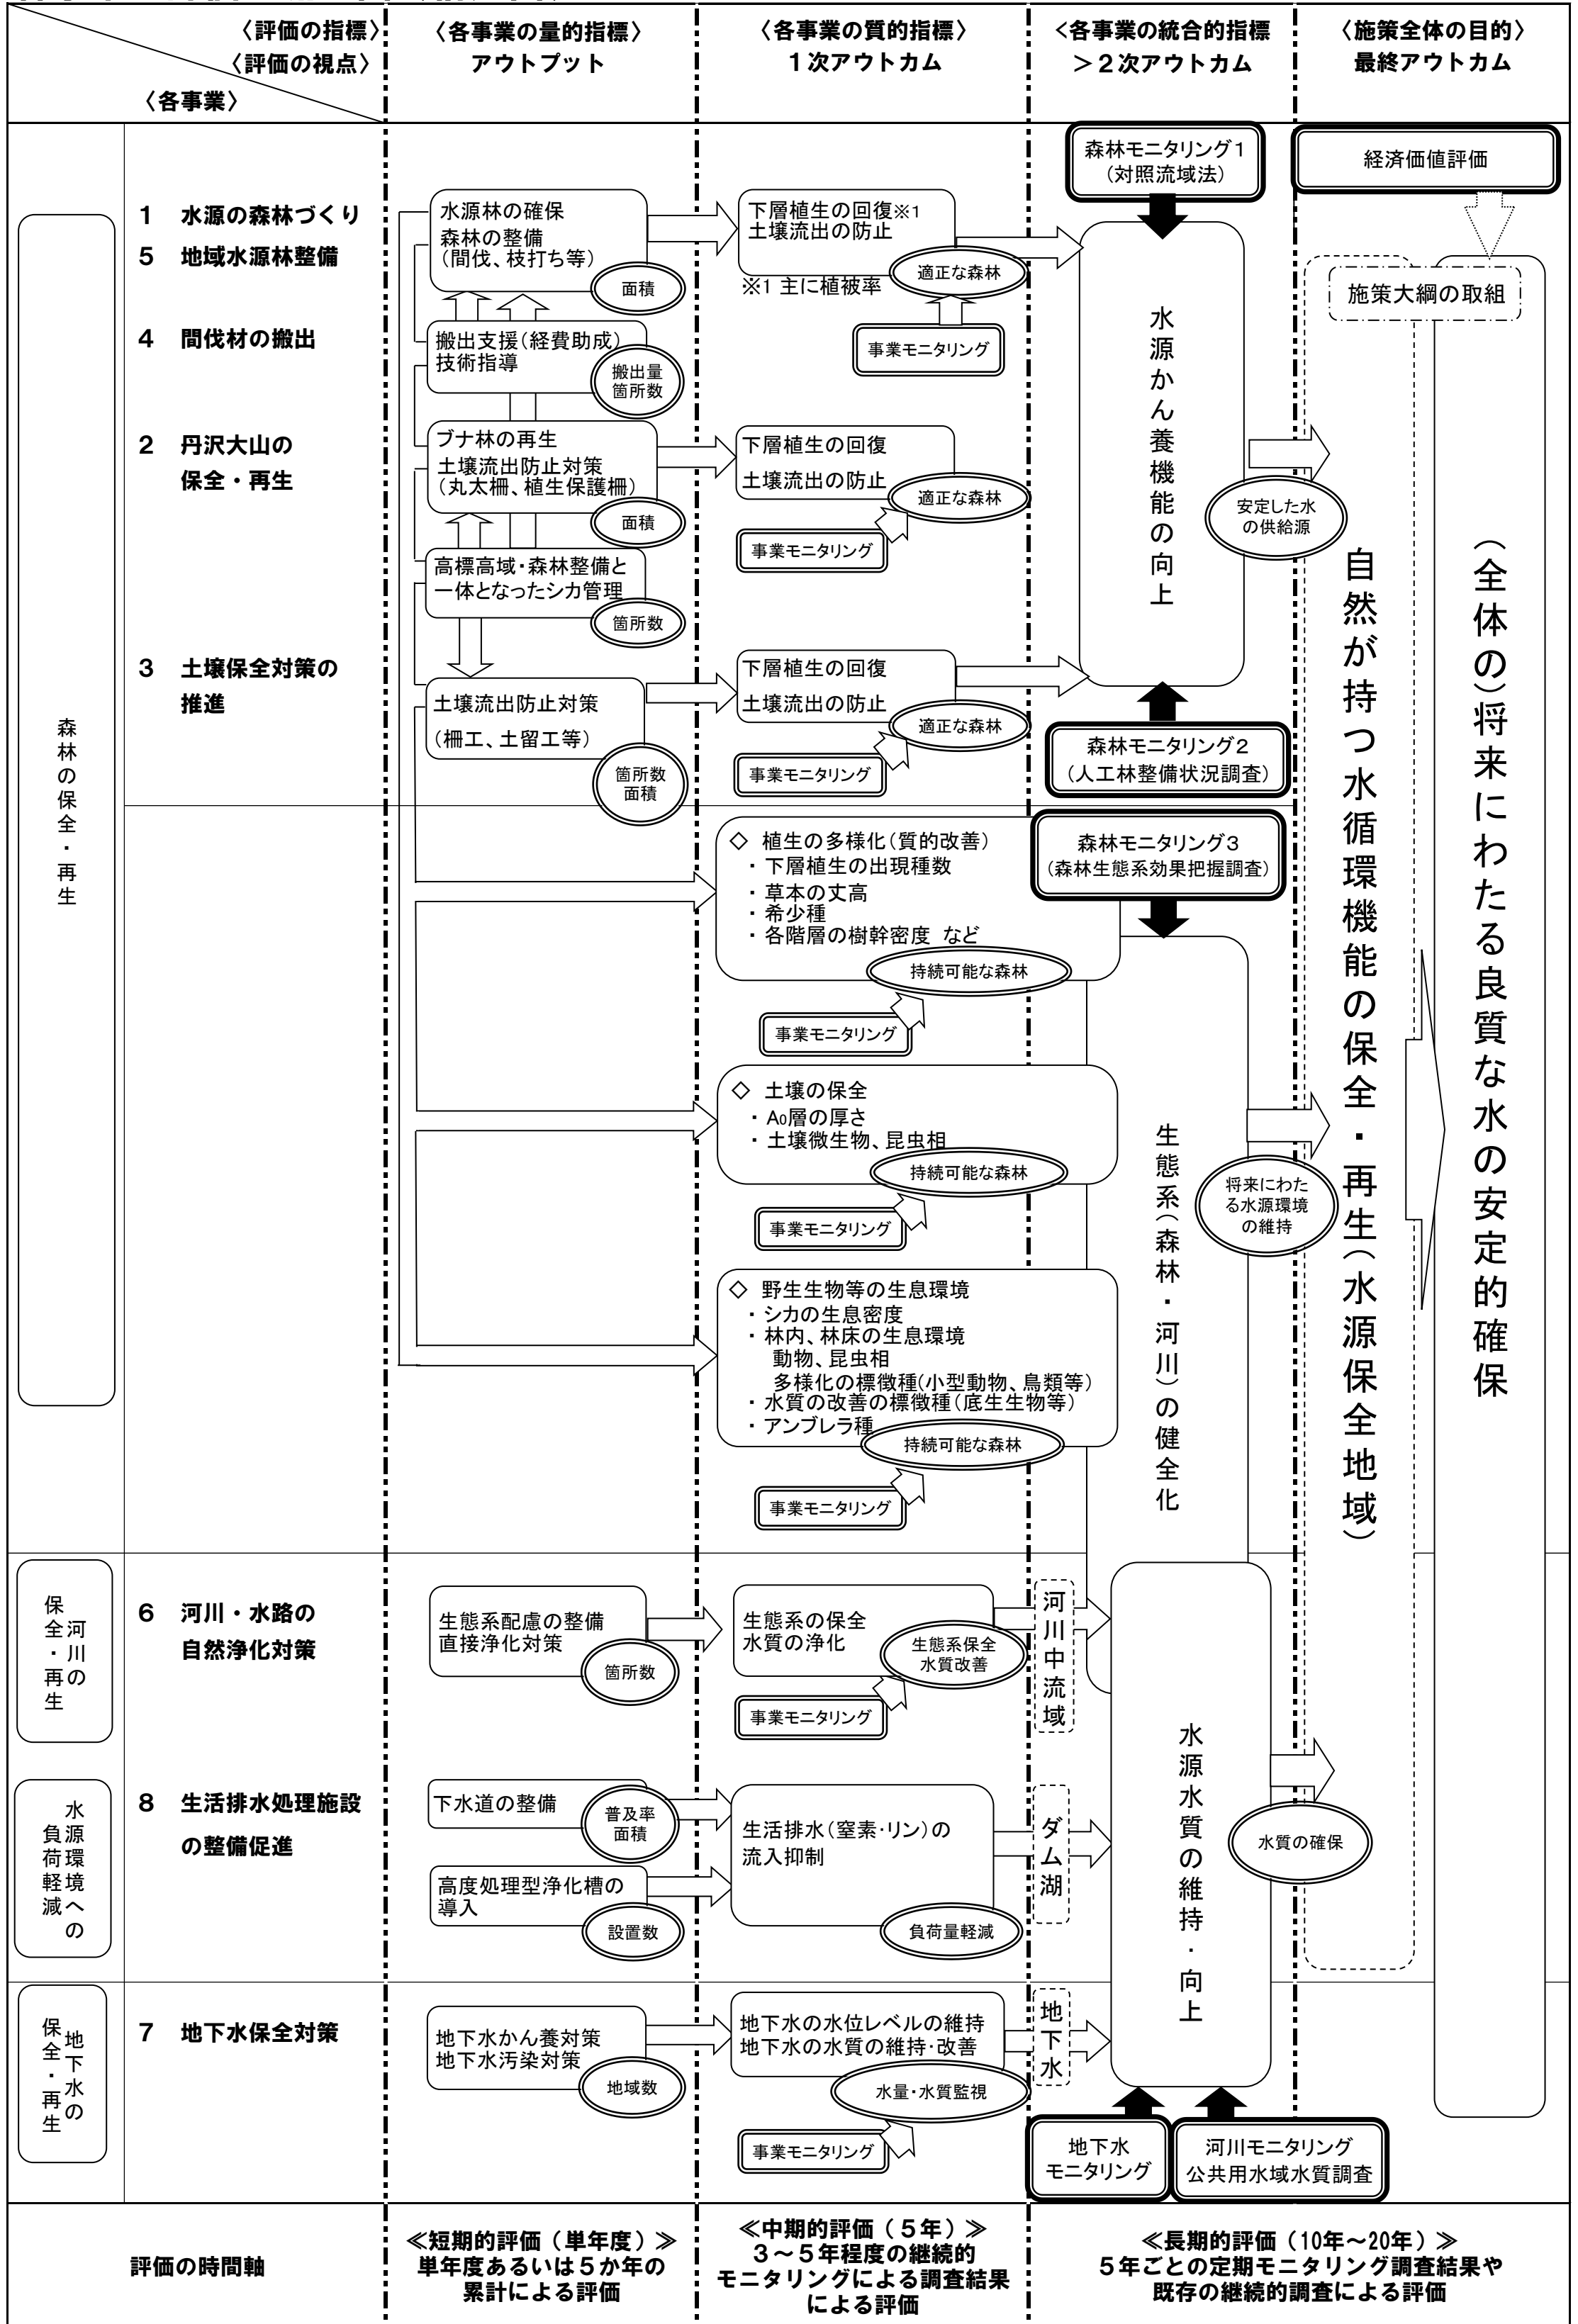 〈評価の指標〉
〈評価の視点〉
〈各事業〉
〈各事業の量的指標〉
アウトプット
〈各事業の質的指標〉
1次アウトカム
<各事業の統合的指標
>2次アウトカム
〈施策全体の目的〉
最終アウトカム
森林の保全・再生
1 水源の森林づくり
5 地域水源林整備
4 間伐材の搬出
2 丹沢大山の
保全・再生
3 土壌保全対策の
推進
水源林の確保
森林の整備
(間伐、枝打ち等)
面積
搬出支援(経費助成)
技術指導
搬出量
箇所数
ブナ林の再生
土壌流出防止対策
(丸太柵、植生保護柵)
面積
高標高域・森林整備と
一体となったシカ管理
箇所数
土壌流出防止対策
(柵工、土留工等)
箇所数
面積
下層植生の回復※1
土壌流出の防止
適正な森林
※1 主に植被率
事業モニタリング
下層植生の回復
土壌流出の防止
適正な森林
事業モニタリング
下層植生の回復
土壌流出の防止
適正な森林
事業モニタリング
◇ 植生の多様化(質的改善)
・下層植生の出現種数
・草本の丈高
・希少種
・各階層の樹幹密度 など
持続可能な森林
事業モニタリング
◇ 土壌の保全
・A0層の厚さ
・土壌微生物、昆虫相
持続可能な森林
事業モニタリング
◇ 野生生物等の生息環境
・シカの生息密度
・林内、林床の生息環境
動物、昆虫相
多様化の標徴種(小型動物、鳥類等)
・水質の改善の標徴種(底生生物等)
・アンブレラ種
持続可能な森林
事業モニタリング
森林モニタリング1
(対照流域法)
水源かん養機能の向上
安定した水
の供給源
森林モニタリング2
(人工林整備状況調査)
森林モニタリング3
(森林生態系効果把握調査)
生態系(森林・河川)の健全化
将来にわた
る水源環境
の維持
経済価値評価
施策大綱の取組
自然が持つ水循環機能の保全・再生(水源保全地域)
(全体の)将来にわたる良質な水の安定的確保
河川の
保全・再生
6 河川・水路の
自然浄化対策
生態系配慮の整備
直接浄化対策
箇所数
生態系の保全
水質の浄化
生態系保全
水質改善
事業モニタリング
河川中流域
水源環境への
負荷軽減
8 生活排水処理施設
の整備促進
下水道の整備
普及率
面積
高度処理型浄化槽の
導入
設置数
生活排水(窒素・リン)の
流入抑制
負荷量軽減
ダム湖
水源水質の維持・向上
水質の確保
地下水の
保全・再生
7 地下水保全対策
地下水かん養対策
地下水汚染対策
地域数
地下水の水位レベルの維持
地下水の水質の維持・改善
水量・水質監視
事業モニタリング
地下水
地下水
モニタリング
河川モニタリング
公共用水域水質調査
評価の時間軸
≪短期的評価(単年度)≫
単年度あるいは5か年の
累計による評価
≪中期的評価(5年)≫
3~5年程度の継続的
モニタリングによる調査結果
による評価
≪長期的評価(10年~20年)≫
5年ごとの定期モニタリング調査結果や
既存の継続的調査による評価